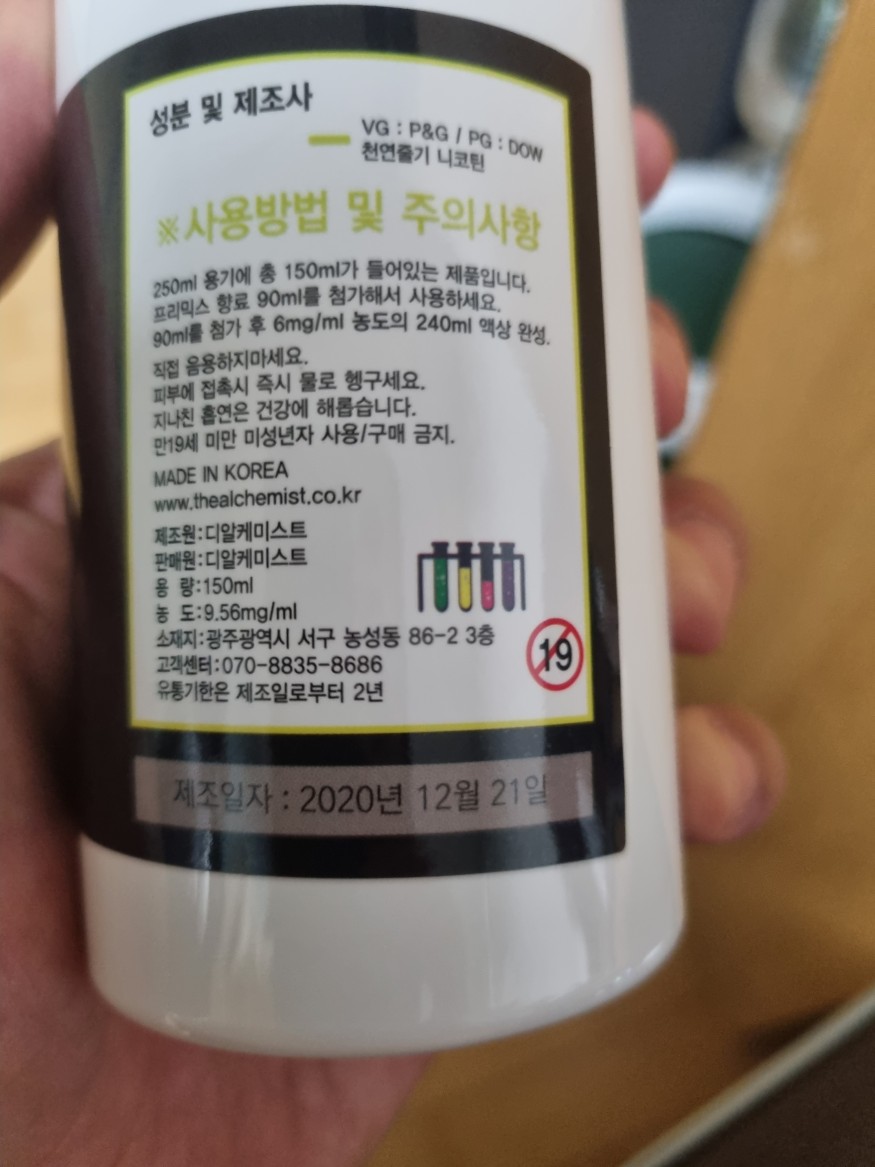 성분 및 제조사
VG : P&G / PG : DOW
천연줄기 니코틴
※사용방법 및 주의사항
250ml 용기에 총 150ml가 들어있는 제품입니다.
프리믹스 향료 90ml를 첨가해서 사용하세요.
90ml를 첨가 후 6mg/ml 농도의 240ml 액상 완성.
직접 음용하지마세요.
피부에 접촉시 즉시 물로 헹구세요.
지나친 흡연은 건강에 해롭습니다.
만19세 미만 미성년자 사용/구매 금지.
MADE IN KOREA
www.thealchemist.co.kr
제조원:디알케미스트
판매원:디알케미스트
용 량:150ml
농 도:9.56mg/ml
소재지:광주광역시 서구 농성동 86-2 3층
고객센터:070-8835-8686
유통기한은 제조일로부터 2년
19
제조일자 : 2020년 12월 21일